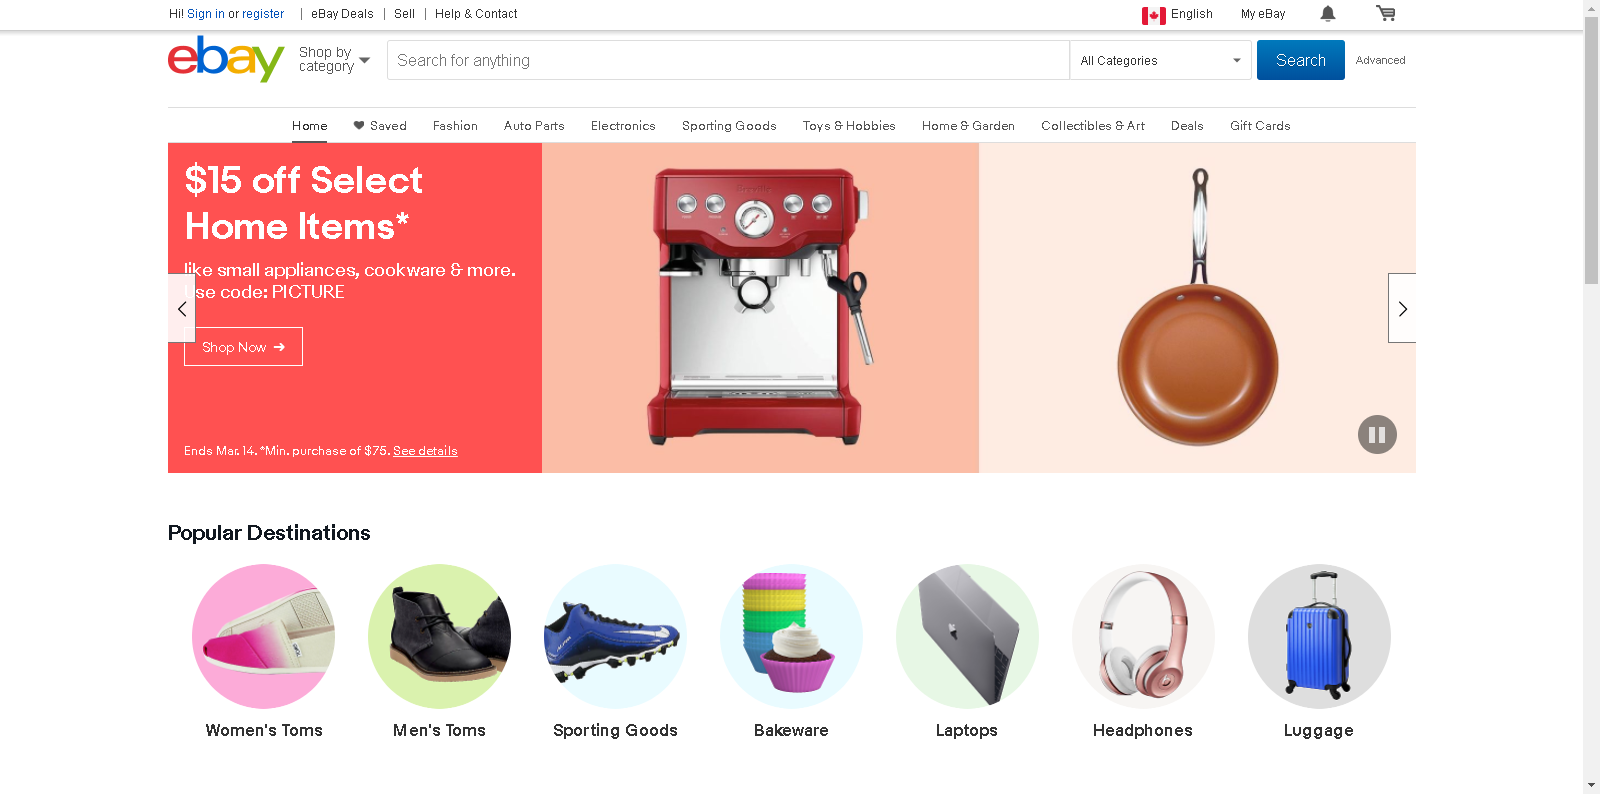 Hi! Sign in or register | eBay Deals | Sell | Help & Contact
English My eBay
ebay
Shop by
category
Search for anything
All Categories
Search
Advanced
Home Saved Fashion Auto Parts Electronics Sporting Goods Toys & Hobbies Home & Garden Collectibles & Art Deals Gift Cards
$15 off Select
Home Items*
like small appliances, cookware & more.
Use code: PICTURE
Shop Now
Ends Mar. 14. *Min. purchase of $75. See details
Popular Destinations
Women's Toms
Men's Toms
Sporting Goods
Bakeware
Laptops
Headphones
Luggage